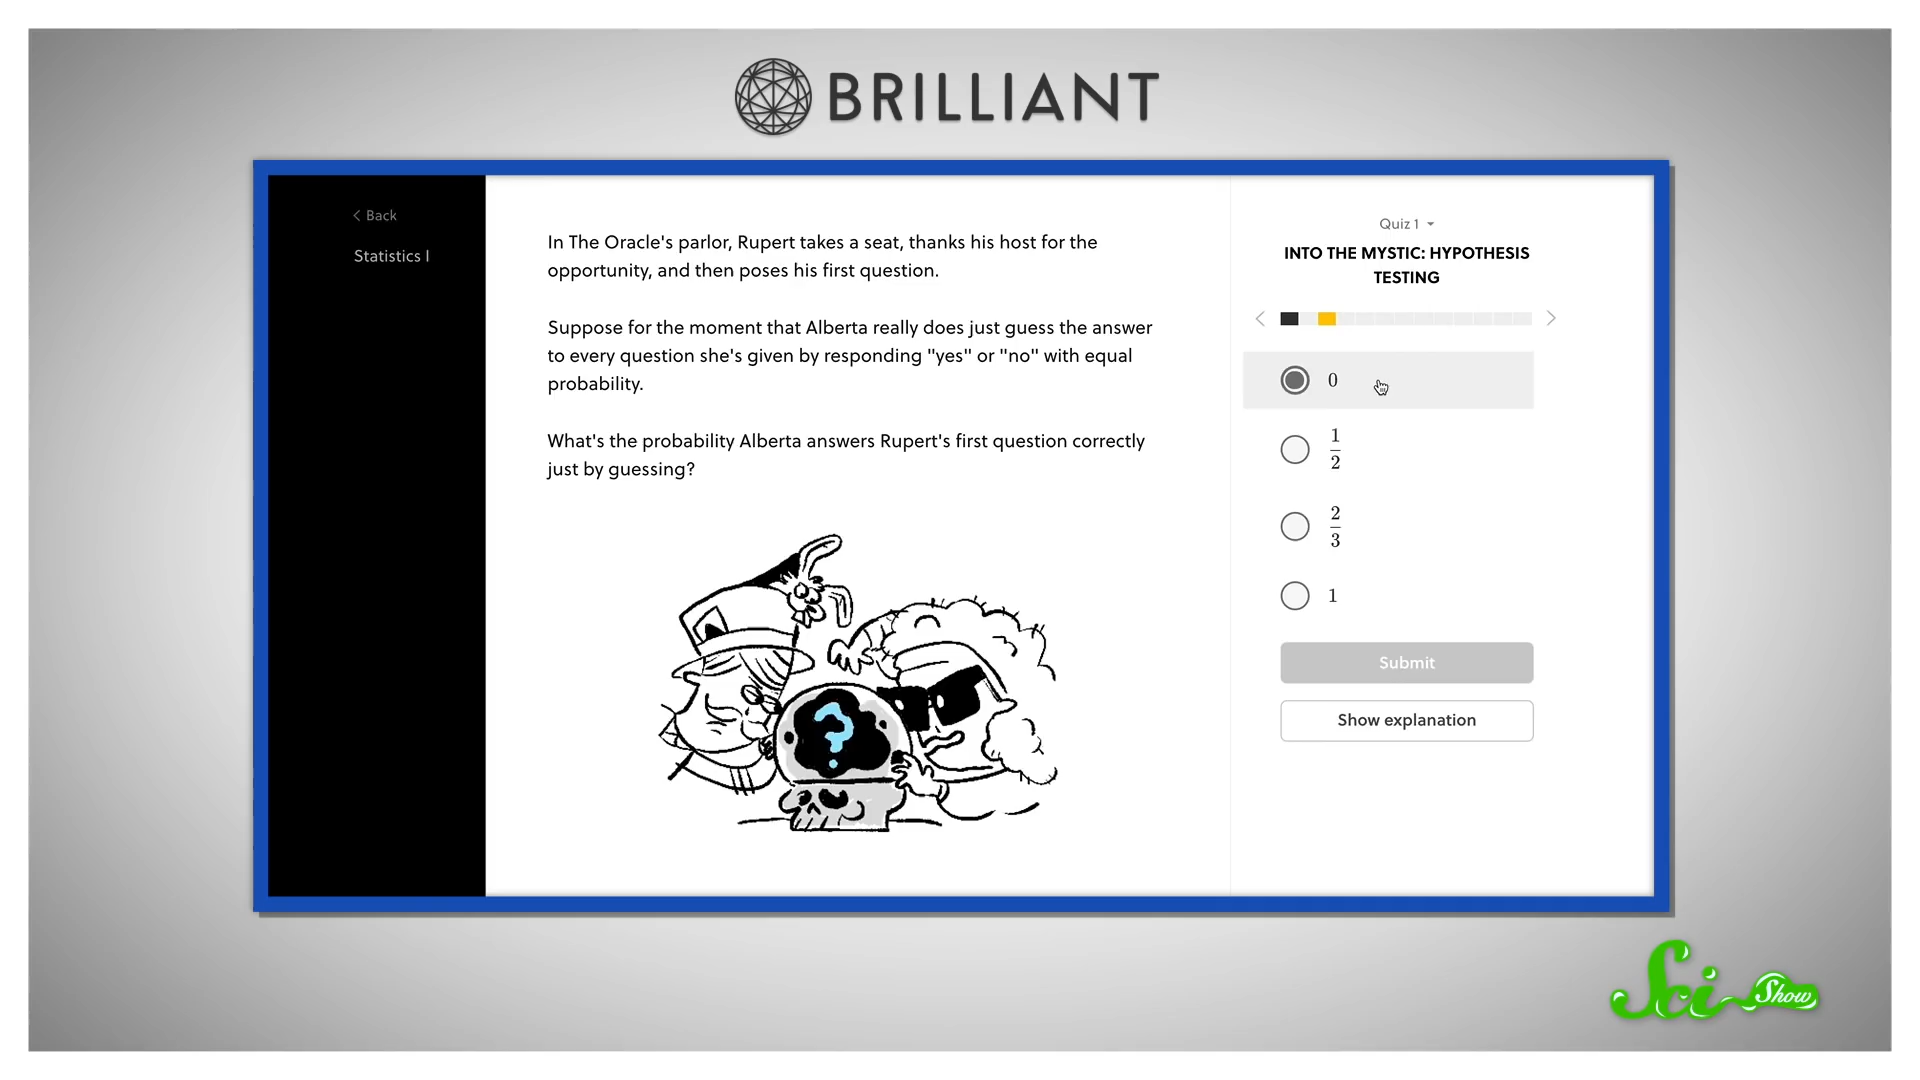 BRILLIANT
< Back
Statistics I
In The Oracle's parlor, Rupert takes a seat, thanks his host for the
opportunity, and then poses his first question.
Suppose for the moment that Alberta really does just guess the answer
to every question she's given by responding "yes" or "no" with equal
probability.
What's the probability Alberta answers Rupert's first question correctly
just by guessing?
?
Quiz 1
INTO THE MYSTIC: HYPOTHESIS
TESTING
0
1
2
2
3
1
Submit
Show explanation
Sci Show